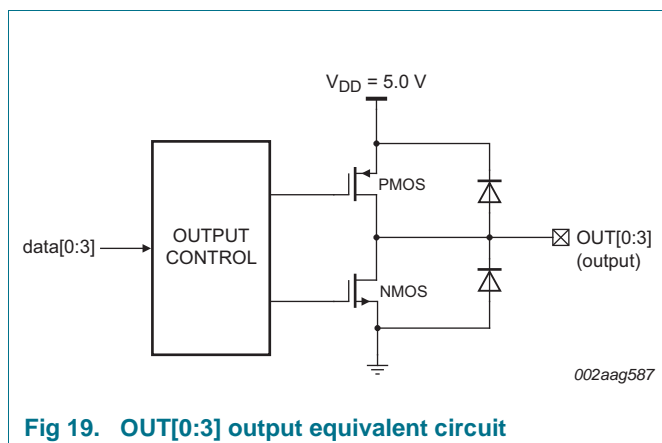 VDD = 5.0 V
PMOS
data[0:3]
OUTPUT
CONTROL
OUT[0:3]
(output)
NMOS
002aag587
Fig 19. OUT[0:3] output equivalent circuit